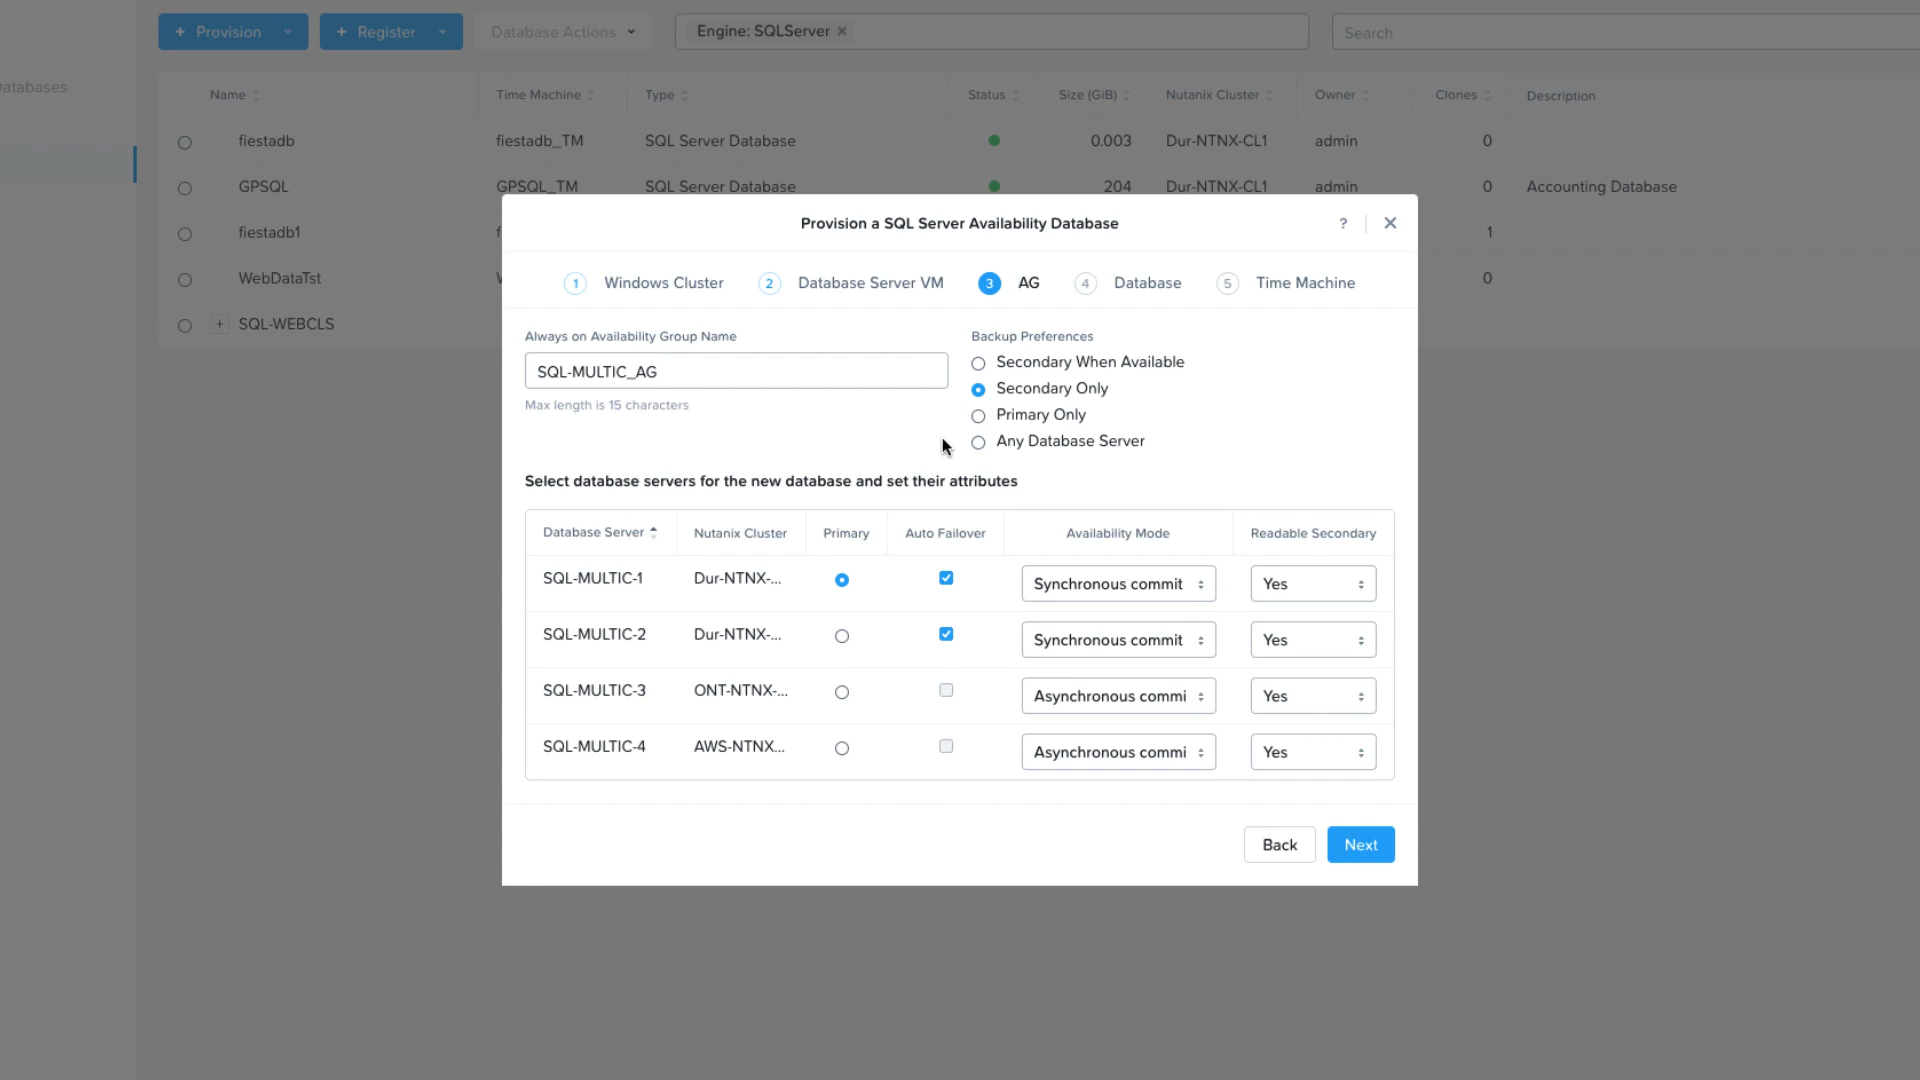 + Provision
+ Register
Database Actions
Engine: SQLServer ×
Search
Databases
Name
Time Machine
Type
Status
Size (GiB)
Nutanix Cluster
Owner
Clones
Description
fiestadb fiestadb_TM SQL Server Database 0.003 Dur-NTNX-CL1 admin 0
GPSQL GPSQL_TM SQL Server Database 204 Dur-NTNX-CL1 admin 0 Accounting Database
fiestadb1 1
WebDataTst 0
+ SQL-WEBCLS
Provision a SQL Server Availability Database
?
1 Windows Cluster
2 Database Server VM
3 AG
4 Database
5 Time Machine
Always on Availability Group Name
SQL-MULTIC_AG
Max length is 15 characters
Backup Preferences
Secondary When Available
Secondary Only
Primary Only
Any Database Server
Select database servers for the new database and set their attributes
Database Server Nutanix Cluster Primary Auto Failover Availability Mode Readable Secondary
SQL-MULTIC-1 Dur-NTNX-... Synchronous commit Yes
SQL-MULTIC-2 Dur-NTNX-... Synchronous commit Yes
SQL-MULTIC-3 ONT-NTNX-... Asynchronous commi Yes
SQL-MULTIC-4 AWS-NTNX... Asynchronous commi Yes
Back
Next